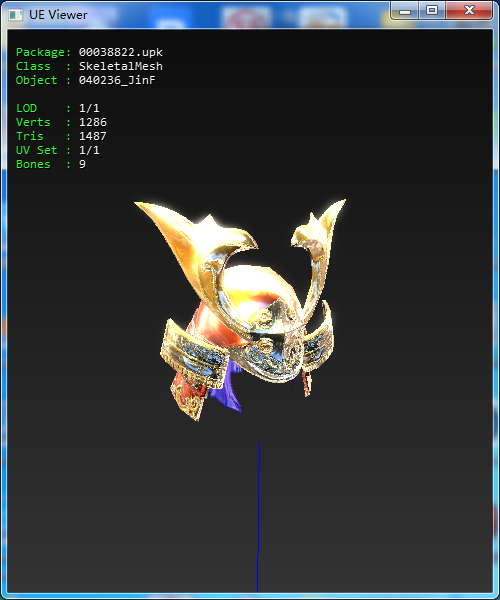 UE Viewer
Package: 00038822.upk
Class : SkeletalMesh
Object : 040236_JinF
LOD : 1/1
Verts : 1286
Tris : 1487
UV Set : 1/1
Bones : 9